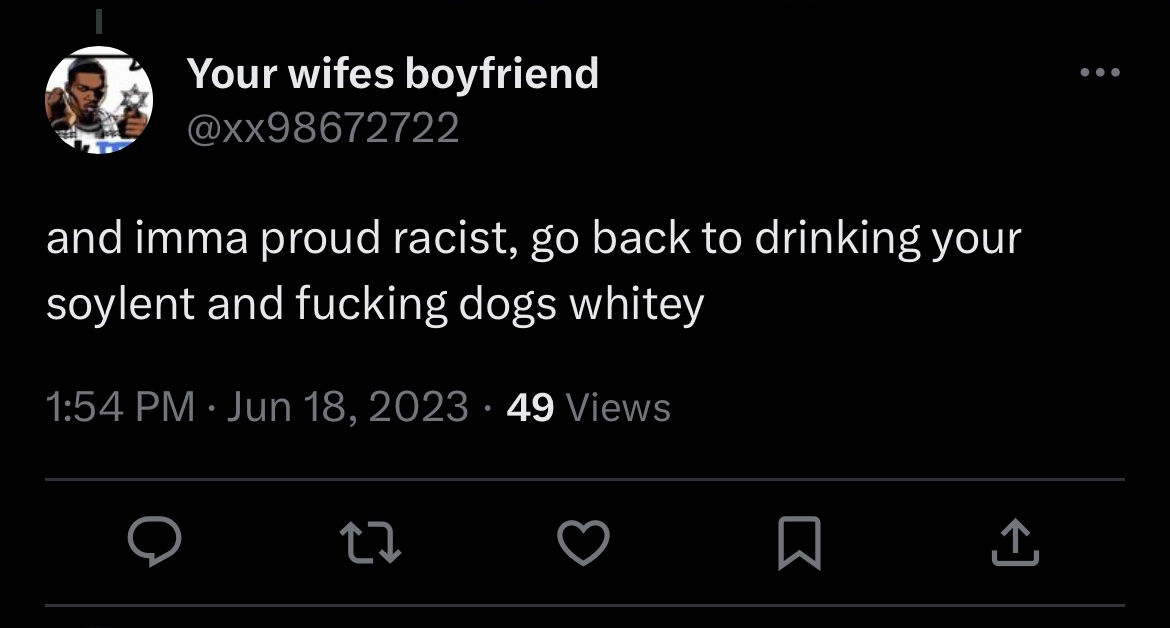 Your wifes boyfriend
@xx98672722
and imma proud racist, go back to drinking your
soylent and fucking dogs whitey
1:54 PM · Jun 18, 2023 · 49 Views